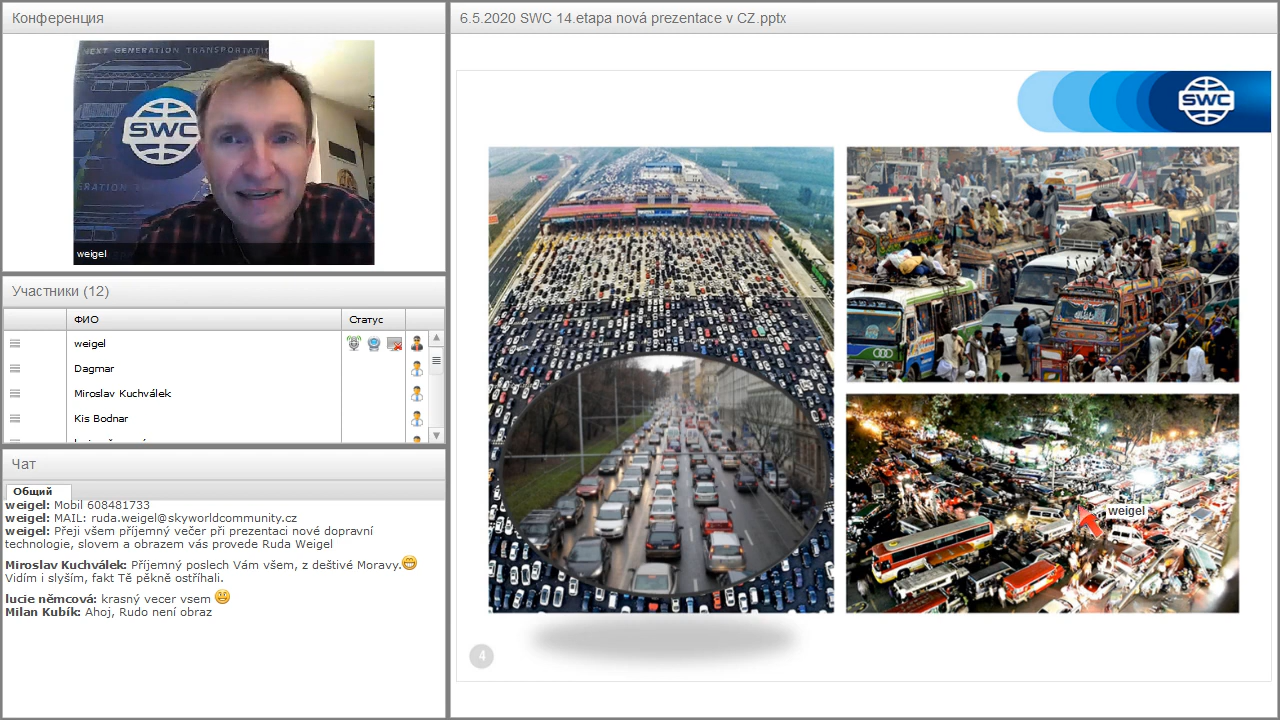 Конференция
NEXT GENERATION TRANSPORTATIO
SWC
ERATION TRAN
weigel
Участники (12)
ФИО
Статус
weigel
Dagmar
Miroslav Kuchválek
Kis Bodnar
Чат
Общий
weigel: Mobil 608481733
weigel: MAIL: ruda.weigel@skyworldcommunity.cz
weigel: Přeji všem příjemný večer při prezentaci nové dopravní
technologie, slovem a obrazem vás provede Ruda Weigel
Miroslav Kuchválek: Příjemný poslech Vám Všem, z deštivé Moravy.😁
Vidím i slyším, fakt Tě pěkně ostříhali.
lucie němcová: krasný vecer vsem 😀
Milan Kubík: Ahoj, Rudo není obraz
6.5.2020 SWC 14.etapa nová prezentace v CZ.pptx
SWC
weigel
4